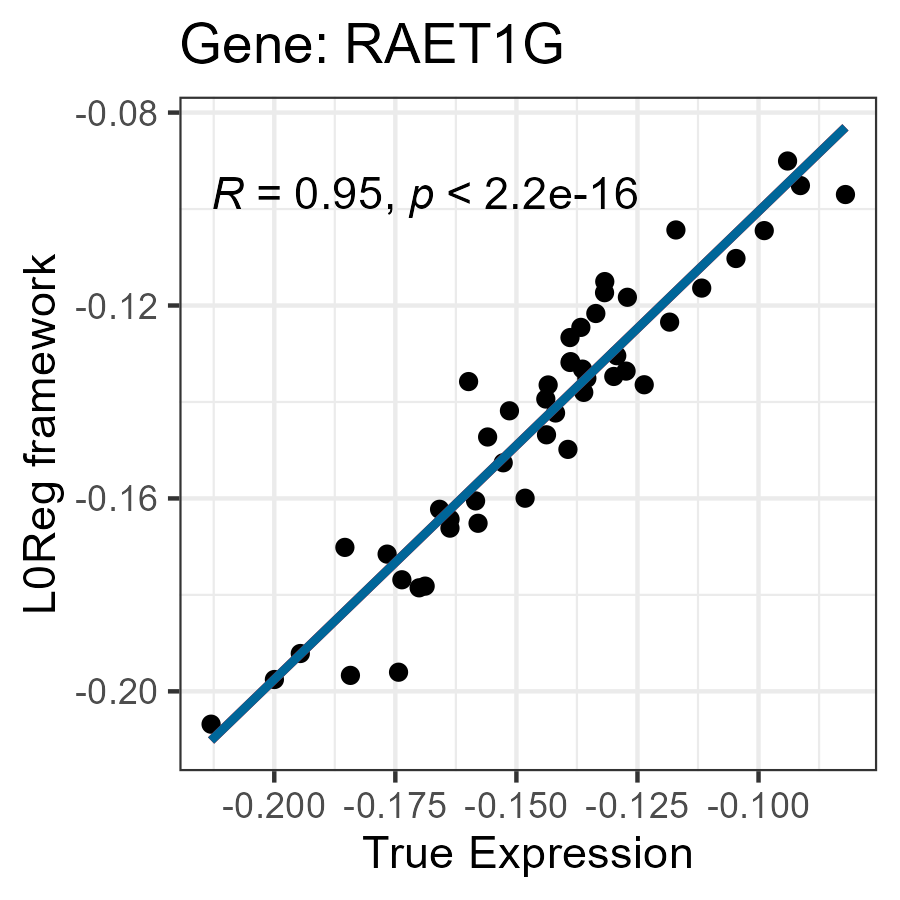 Gene: RAET1G
R = 0.95, p < 2.2e-16
L0Reg framework
-0.08
-0.12
-0.16
-0.20
-0.200 -0.175 -0.150 -0.125 -0.100
True Expression